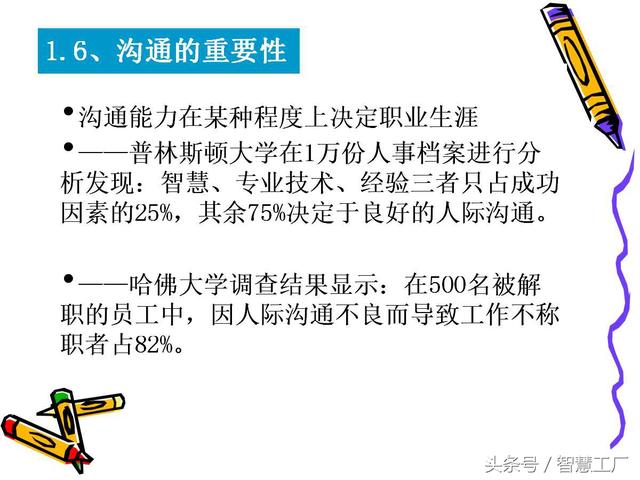 1.6、沟通的重要性
•沟通能力在某种程度上决定职业生涯
•——普林斯顿大学在1万份人事档案进行分
析发现：智慧、专业技术、经验三者只占成功
因素的25%，其余75%决定于良好的人际沟通。
•——哈佛大学调查结果显示：在500名被解
职的员工中，因人际沟通不良而导致工作不称
职者占82%。
头条号 / 智慧工厂